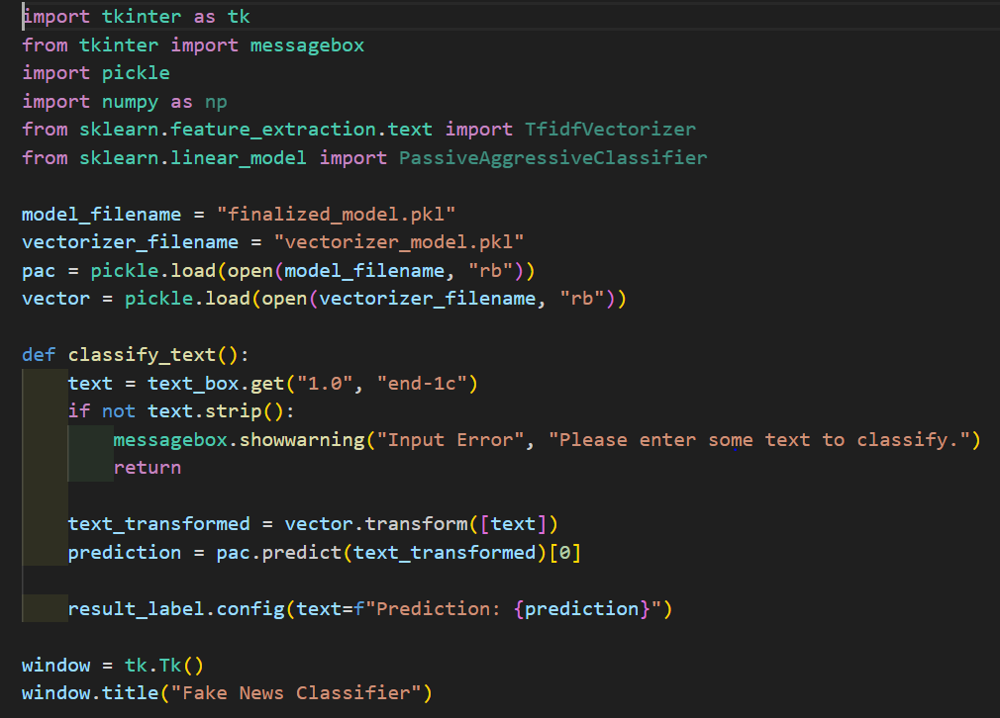 import tkinter as tk
from tkinter import messagebox
import pickle
import numpy as np
from sklearn.feature_extraction.text import TfidfVectorizer
from sklearn.linear_model import PassiveAggressiveClassifier

model_filename = "finalized_model.pkl"
vectorizer_filename = "vectorizer_model.pkl"
pac = pickle.load(open(model_filename, "rb"))
vector = pickle.load(open(vectorizer_filename, "rb"))

def classify_text():
    text = text_box.get("1.0", "end-1c")
    if not text.strip():
        messagebox.showwarning("Input Error", "Please enter some text to classify.")
        return

    text_transformed = vector.transform([text])
    prediction = pac.predict(text_transformed)[0]

    result_label.config(text=f"Prediction: {prediction}")

window = tk.Tk()
window.title("Fake News Classifier")